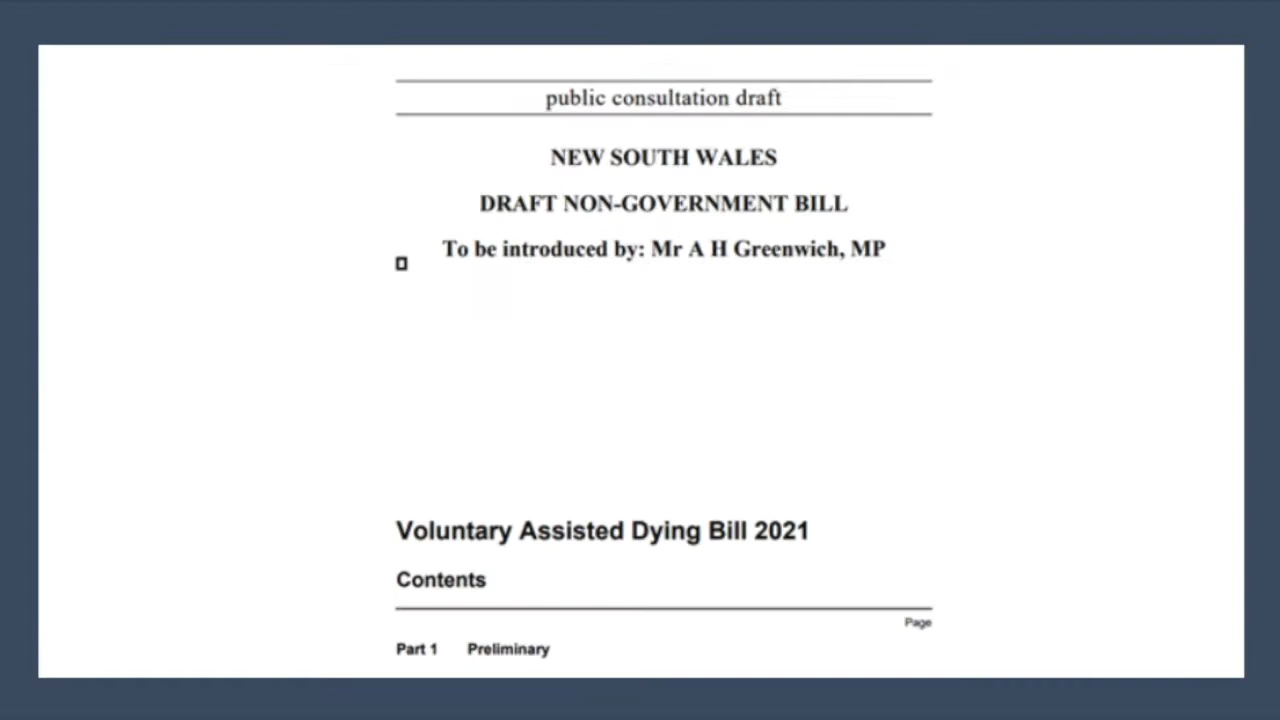 public consultation draft
NEW SOUTH WALES
DRAFT NON-GOVERNMENT BILL
To be introduced by: Mr A H Greenwich, MP
Voluntary Assisted Dying Bill 2021
Contents
Page
Part 1 Preliminary